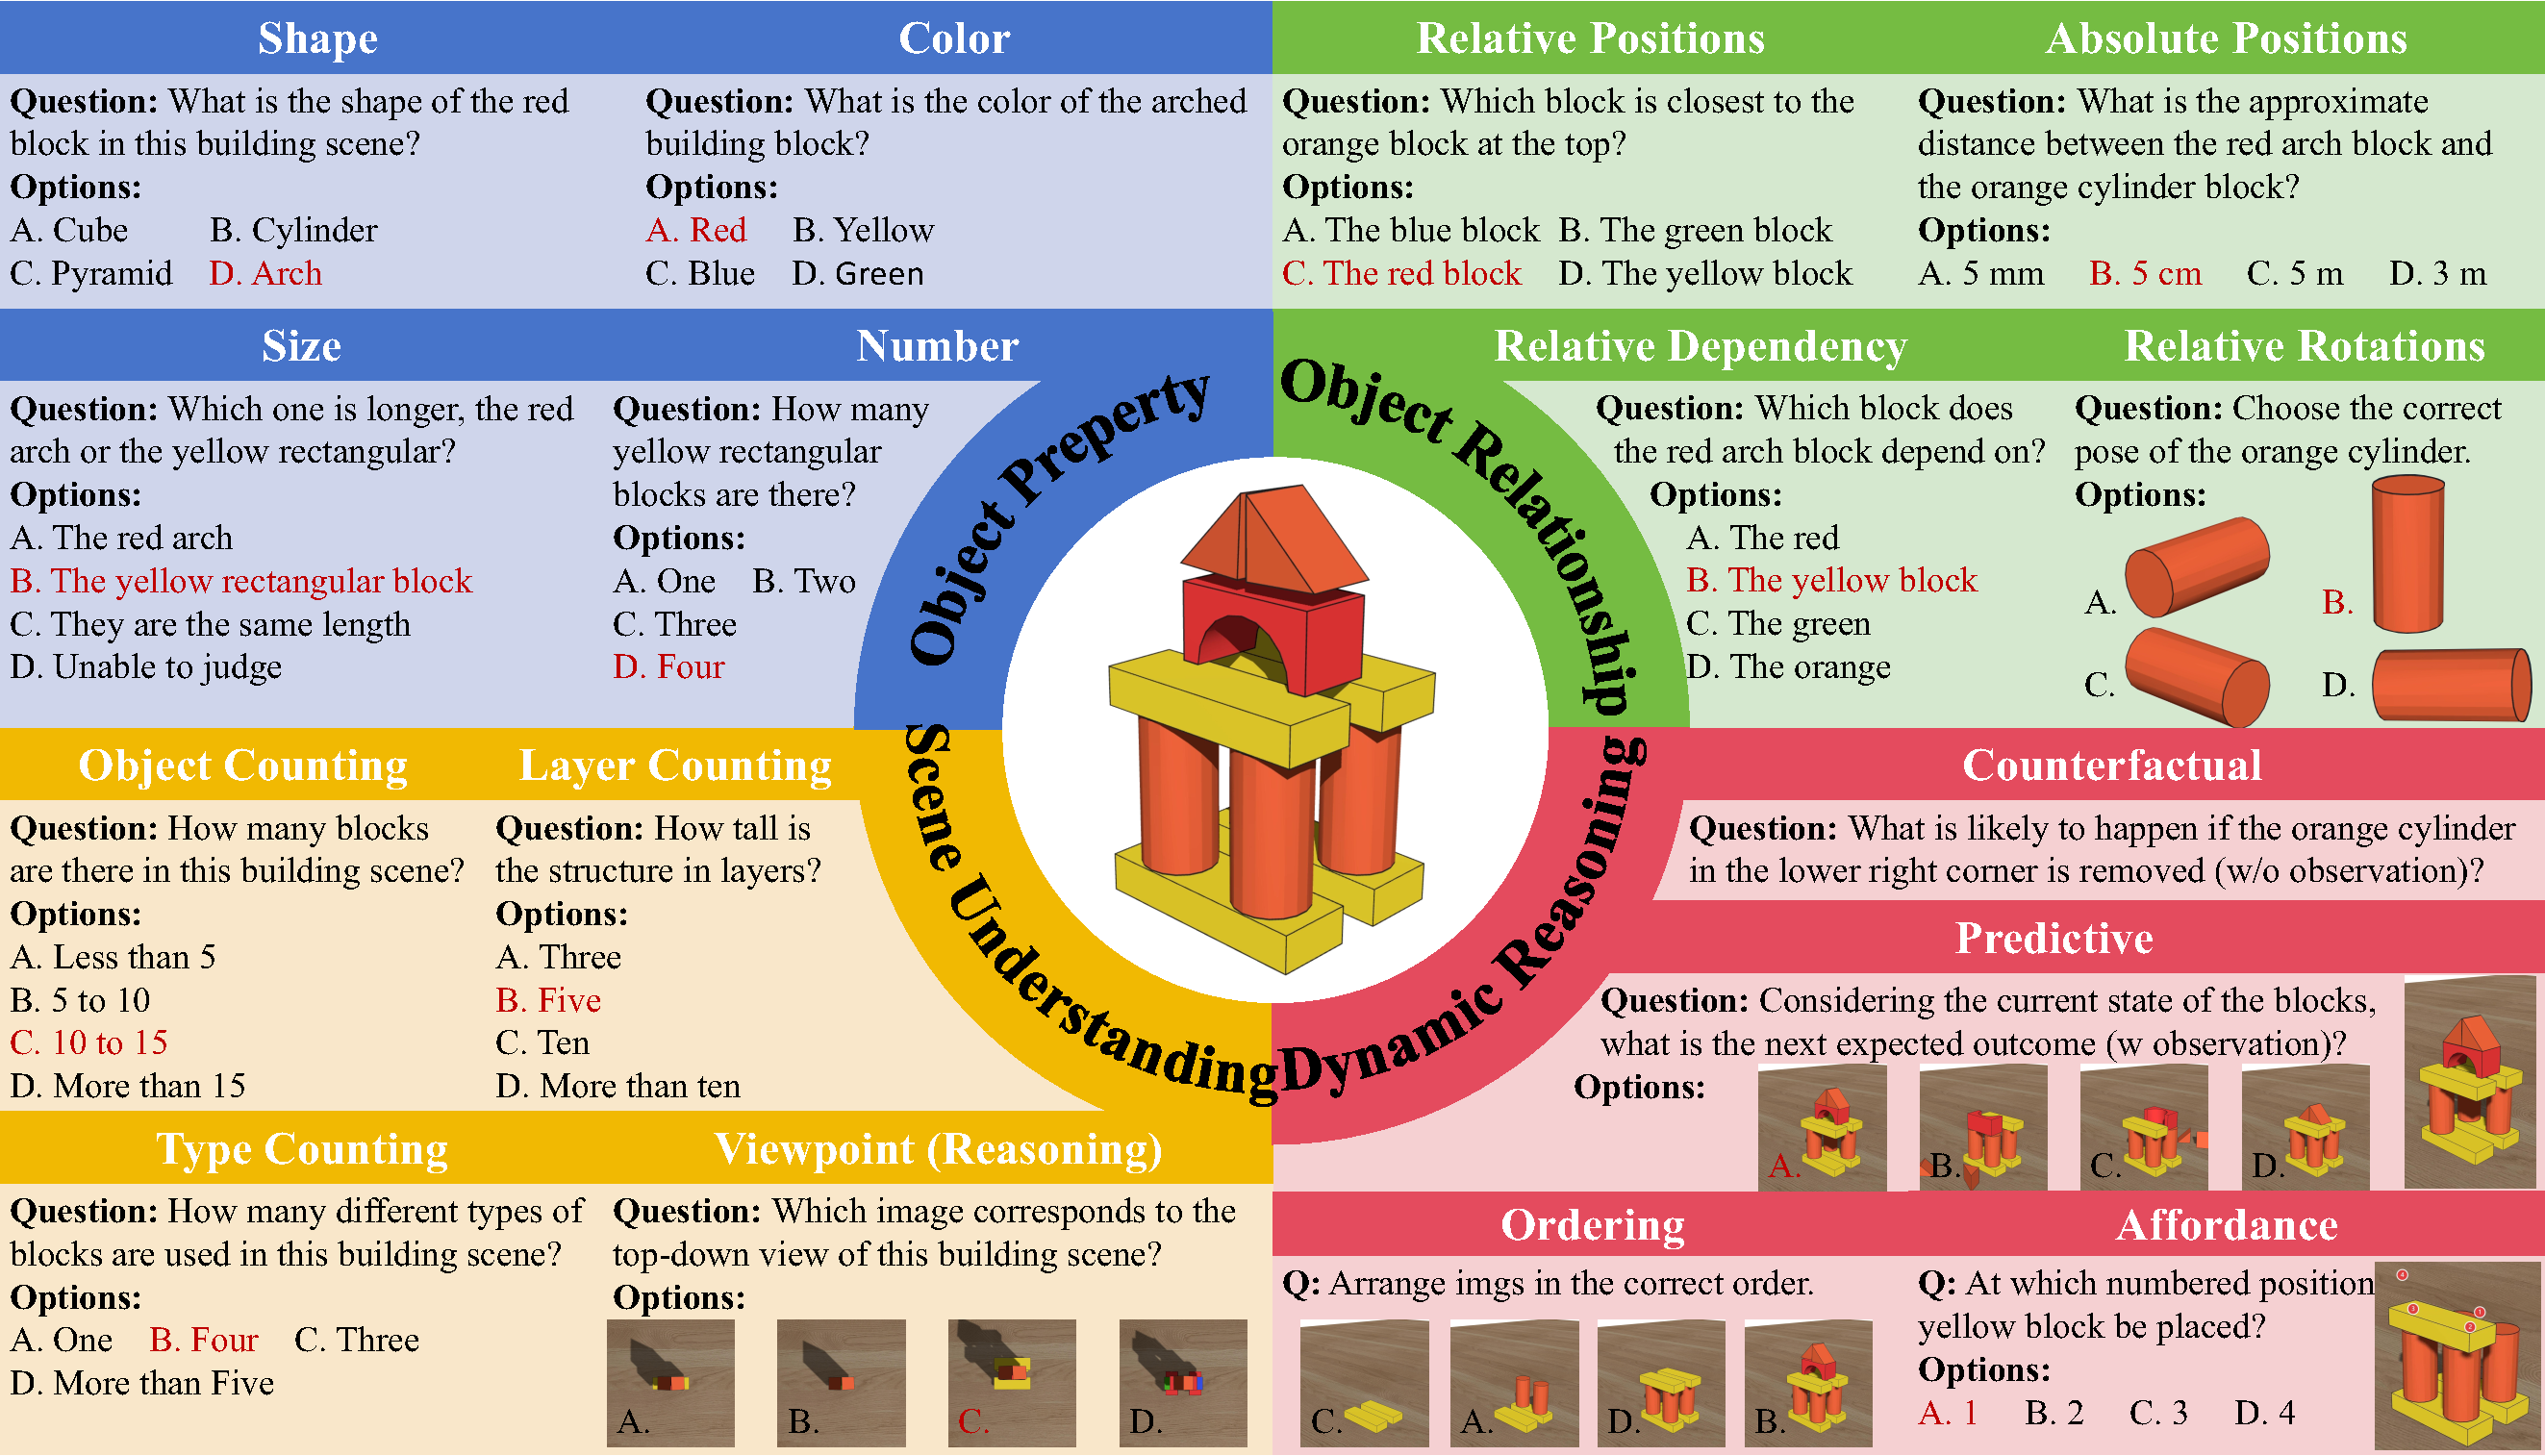 Shape
Color
Question: What is the shape of the red
block in this building scene?
Options:
A. Cube B. Cylinder
C. Pyramid D. Arch
Question: What is the color of the arched
building block?
Options:
A. Red B. Yellow
C. Blue D. Green
Relative Positions
Absolute Positions
Question: Which block is closest to the
orange block at the top?
Options:
A. The blue block B. The green block
C. The red block D. The yellow block
Question: What is the approximate
distance between the red arch block and
the orange cylinder block?
Options:
A. 5 mm B. 5 cm C. 5 m D. 3 m
Size
Number
Question: Which one is longer, the red
arch or the yellow rectangular?
Options:
A. The red arch
B. The yellow rectangular block
C. They are the same length
D. Unable to judge
Question: How many
yellow rectangular
blocks are there?
Options:
A. One B. Two
C. Three
D. Four
Relative Dependency
Relative Rotations
Question: Which block does
the red arch block depend on?
Options:
A. The red
B. The yellow block
C. The green
D. The orange
Question: Choose the correct
pose of the orange cylinder.
Options:
A.
B.
C.
D.
Object Preperty
Object Relationship
Scene Understanding
Dynamic Reasoning
Object Counting
Layer Counting
Question: How many blocks
are there in this building scene?
Options:
A. Less than 5
B. 5 to 10
C. 10 to 15
D. More than 15
Question: How tall is
the structure in layers?
Options:
A. Three
B. Five
C. Ten
D. More than ten
Type Counting
Viewpoint (Reasoning)
Question: How many different types of
blocks are used in this building scene?
Options:
A. One B. Four C. Three
D. More than Five
Question: Which image corresponds to the
top-down view of this building scene?
Options:
A. B. C. D.
Counterfactual
Question: What is likely to happen if the orange cylinder
in the lower right corner is removed (w/o observation)?
Predictive
Question: Considering the current state of the blocks,
what is the next expected outcome (w observation)?
Options:
A. B. C. D.
Ordering
Affordance
Q: Arrange imgs in the correct order.
C. A. D. B.
Q: At which numbered position
yellow block be placed?
Options:
A. 1 B. 2 C. 3 D. 4
4
3
1
2